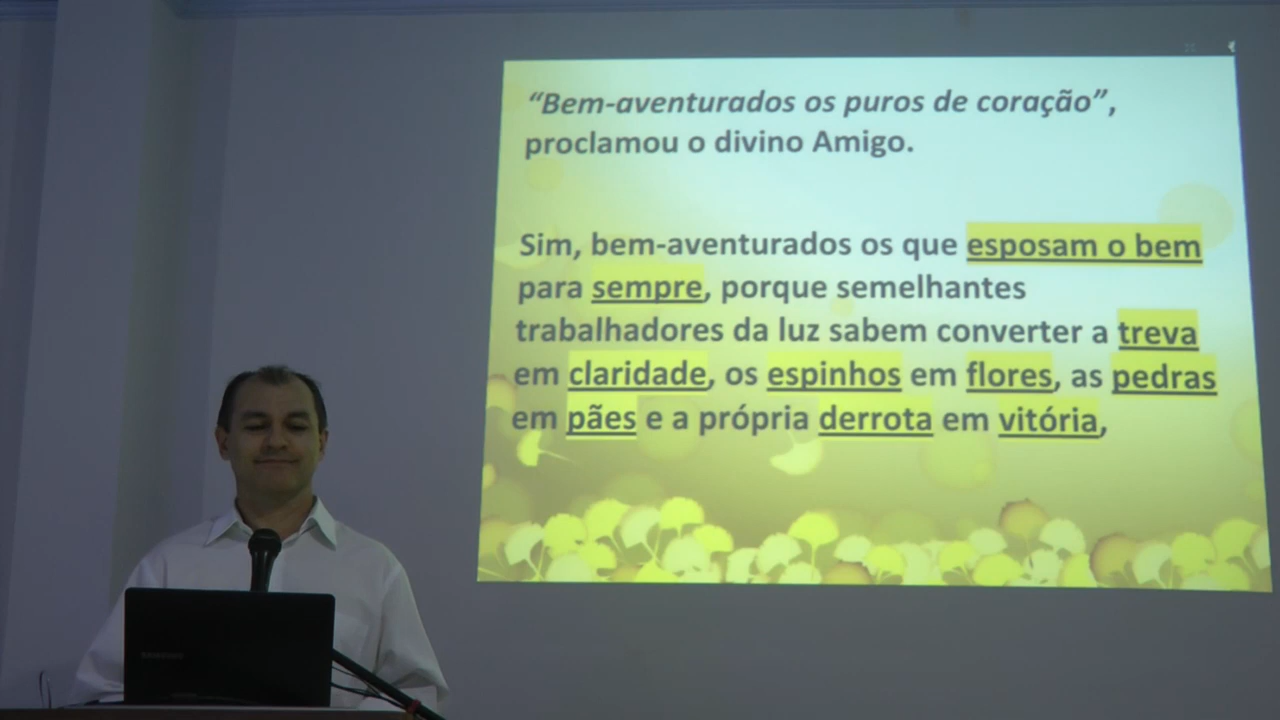 “Bem-aventurados os puros de coração”,
proclamou o divino Amigo.
Sim, bem-aventurados os que esposam o bem
para sempre, porque semelhantes
trabalhadores da luz sabem converter a treva
em claridade, os espinhos em flores, as pedras
em pães e a própria derrota em vitória,
SAMSUNG